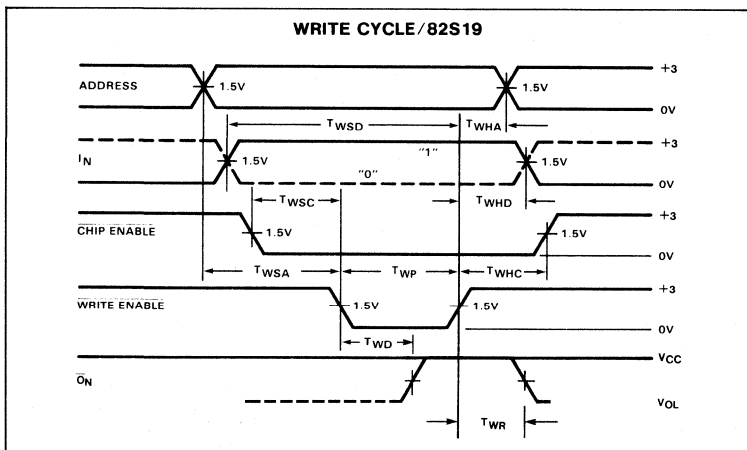 WRITE CYCLE/82S19
+3
ADDRESS
1.5V
1.5V
0V
TWSD
TWHA
+3
IN
1.5V
"1"
1.5V
"0"
0V
TWSC
TWHD
+3
CHIP ENABLE
1.5V
1.5V
0V
TWSA
TWP
TWHC
+3
WRITE ENABLE
1.5V
1.5V
0V
TWD
VCC
ON
VOL
TWR